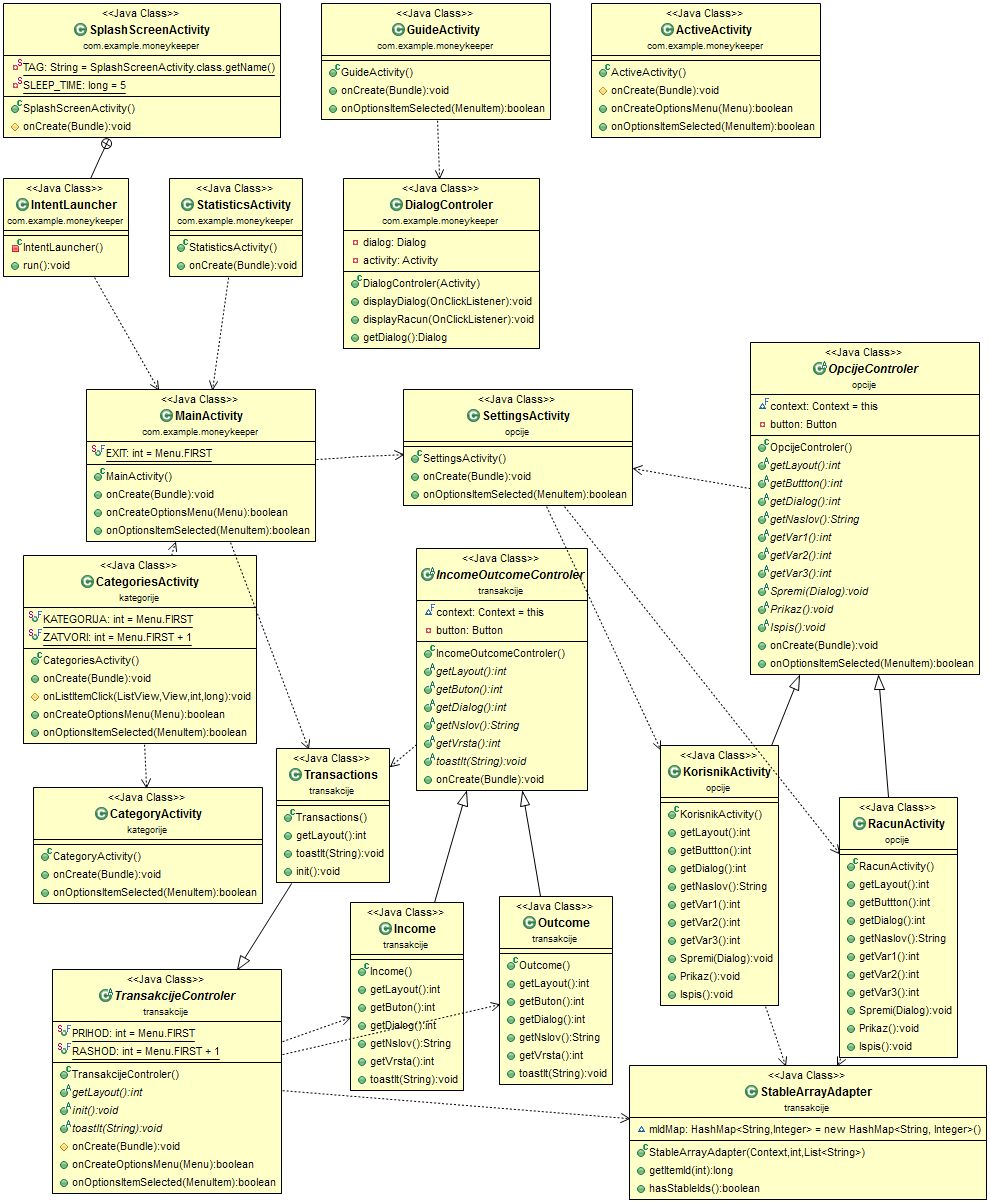 <<Java Class>>
SplashScreenActivity
com.example.moneykeeper
TAG: String = SplashScreenActivity.class.getName()
SLEEP_TIME: long = 5
SplashScreenActivity()
onCreate(Bundle):void
<<Java Class>>
GuideActivity
com.example.moneykeeper
GuideActivity()
onCreate(Bundle):void
onOptionsItemSelected(MenuItem):boolean
<<Java Class>>
ActiveActivity
com.example.moneykeeper
ActiveActivity()
onCreate(Bundle):void
onCreateOptionsMenu(Menu):boolean
onOptionsItemSelected(MenuItem):boolean
<<Java Class>>
IntentLauncher
com.example.moneykeeper
IntentLauncher()
run():void
<<Java Class>>
StatisticsActivity
com.example.moneykeeper
StatisticsActivity()
onCreate(Bundle):void
<<Java Class>>
DialogControler
com.example.moneykeeper
dialog: Dialog
activity: Activity
DialogControler(Activity)
displayDialog(OnClickListener):void
displayRacun(OnClickListener):void
getDialog():Dialog
<<Java Class>>
MainActivity
com.example.moneykeeper
EXIT: int = Menu.FIRST
MainActivity()
onCreate(Bundle):void
onCreateOptionsMenu(Menu):boolean
onOptionsItemSelected(MenuItem):boolean
<<Java Class>>
SettingsActivity
opcije
SettingsActivity()
onCreate(Bundle):void
onOptionsItemSelected(MenuItem):boolean
<<Java Class>>
OpcijeControler
opcije
context: Context = this
button: Button
OpcijeControler()
getLayout():int
getButtton():int
getDialog():int
getNaslov():String
getVar1():int
getVar2():int
getVar3():int
Spremi(Dialog):void
Prikaz():void
Ispis():void
onCreate(Bundle):void
onOptionsItemSelected(MenuItem):boolean
<<Java Class>>
CategoriesActivity
kategorije
KATEGORIJA: int = Menu.FIRST
ZATVORI: int = Menu.FIRST + 1
CategoriesActivity()
onCreate(Bundle):void
onListItemClick(ListView,View,int,long):void
onCreateOptionsMenu(Menu):boolean
onOptionsItemSelected(MenuItem):boolean
<<Java Class>>
IncomeOutcomeControler
transakcije
context: Context = this
button: Button
IncomeOutcomeControler()
getLayout():int
getButon():int
getDialog():int
getNslov():String
getVrsta():int
toastIt(String):void
onCreate(Bundle):void
<<Java Class>>
Transactions
transakcije
Transactions()
getLayout():int
toastIt(String):void
init():void
<<Java Class>>
CategoryActivity
kategorije
CategoryActivity()
onCreate(Bundle):void
onOptionsItemSelected(MenuItem):boolean
<<Java Class>>
KorisnikActivity
opcije
KorisnikActivity()
getLayout():int
getButtton():int
getDialog():int
getNaslov():String
getVar1():int
getVar2():int
getVar3():int
Spremi(Dialog):void
Prikaz():void
Ispis():void
<<Java Class>>
RacunActivity
opcije
RacunActivity()
getLayout():int
getButtton():int
getDialog():int
getNaslov():String
getVar1():int
getVar2():int
getVar3():int
Spremi(Dialog):void
Prikaz():void
Ispis():void
<<Java Class>>
Income
transakcije
Income()
getLayout():int
getButon():int
getDialog():int
getNslov():String
getVrsta():int
toastIt(String):void
<<Java Class>>
Outcome
transakcije
Outcome()
getLayout():int
getButon():int
getDialog():int
getNslov():String
getVrsta():int
toastIt(String):void
<<Java Class>>
TransakcijeControler
transakcije
PRIHOD: int = Menu.FIRST
RASHOD: int = Menu.FIRST + 1
TransakcijeControler()
getLayout():int
init():void
toastIt(String):void
onCreate(Bundle):void
onCreateOptionsMenu(Menu):boolean
onOptionsItemSelected(MenuItem):boolean
<<Java Class>>
StableArrayAdapter
transakcije
mIdMap: HashMap<String,Integer> = new HashMap<String, Integer>()
StableArrayAdapter(Context,int,List<String>)
getItemId(int):long
hasStableIds():boolean